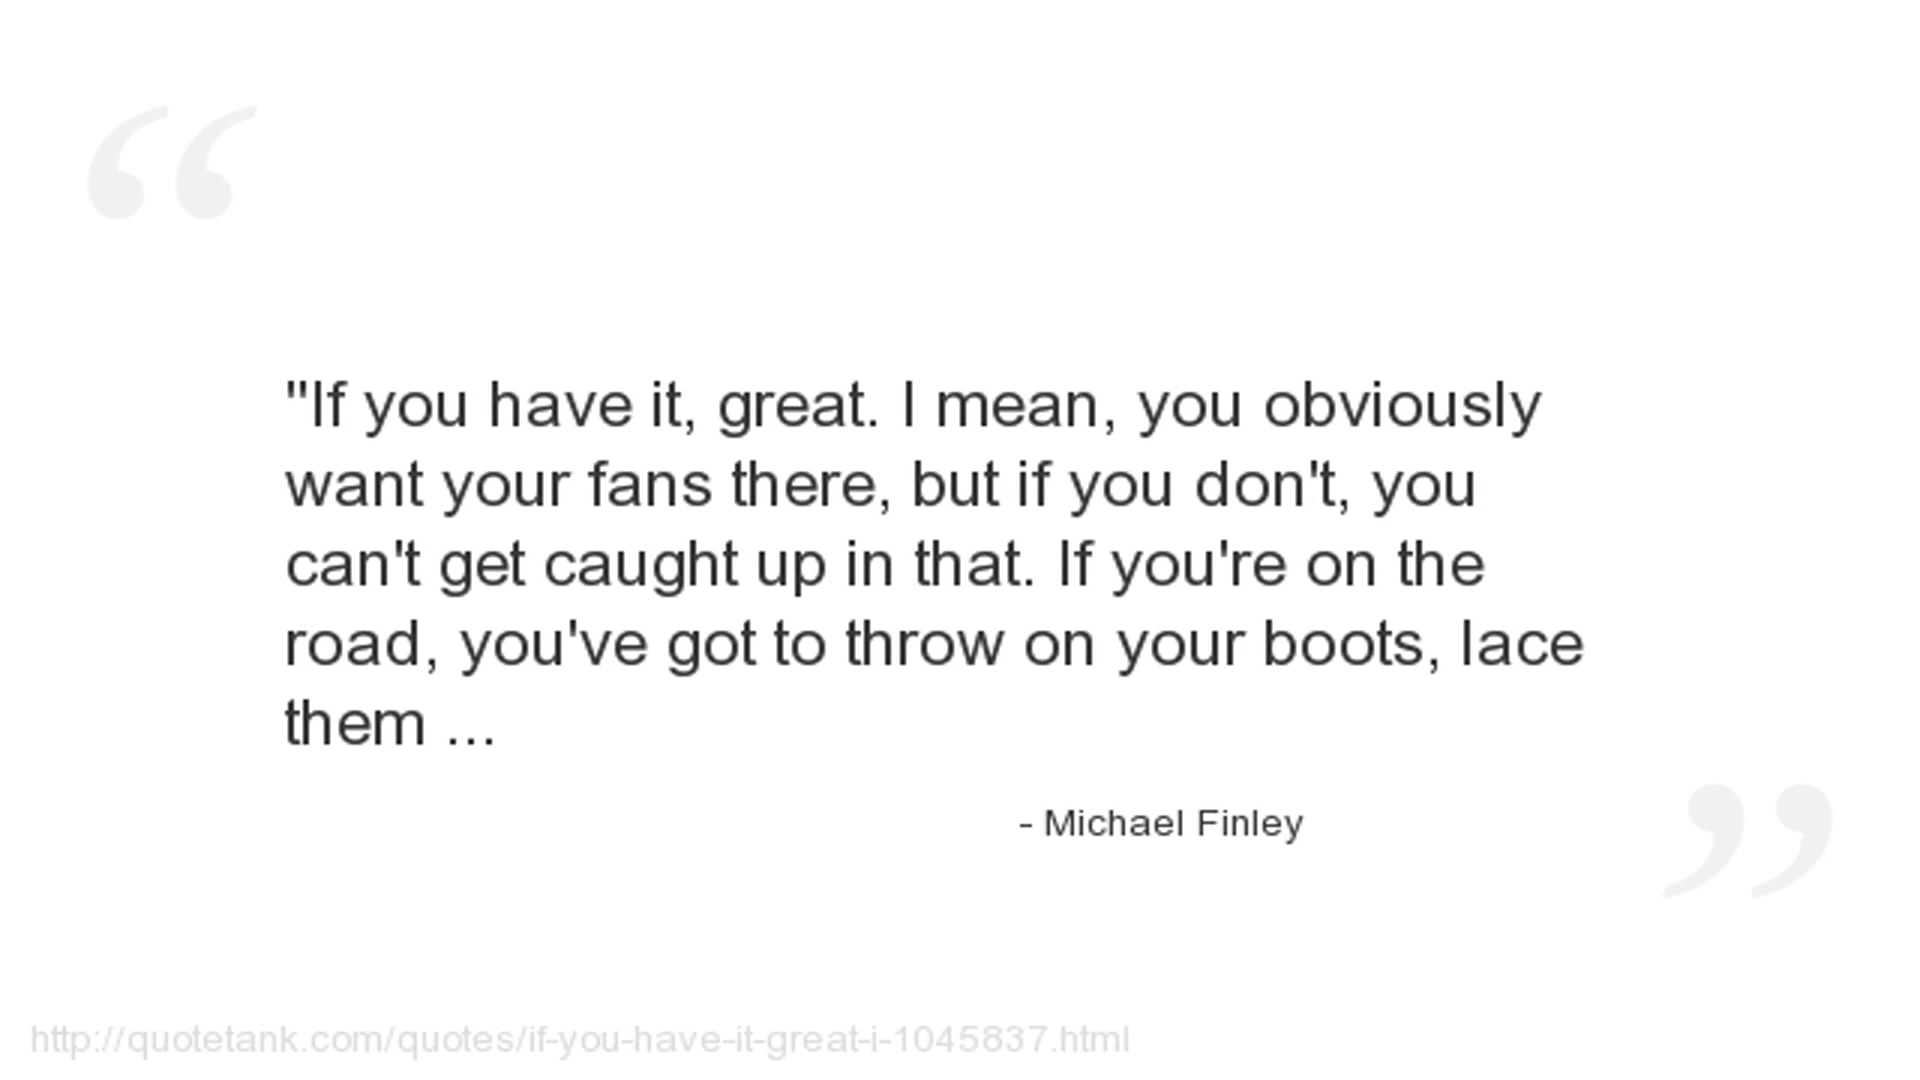 "If you have it, great. I mean, you obviously
want your fans there, but if you don't, you
can't get caught up in that. If you're on the
road, you've got to throw on your boots, lace
them ...
- Michael Finley
http://quotetank.com/quotes/if-you-have-it-great-i-1045837.html